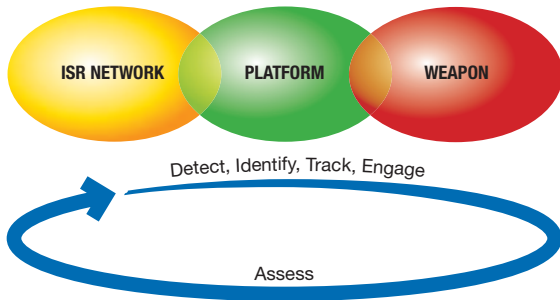 ISR NETWORK
PLATFORM
WEAPON
Detect, Identify, Track, Engage
Assess